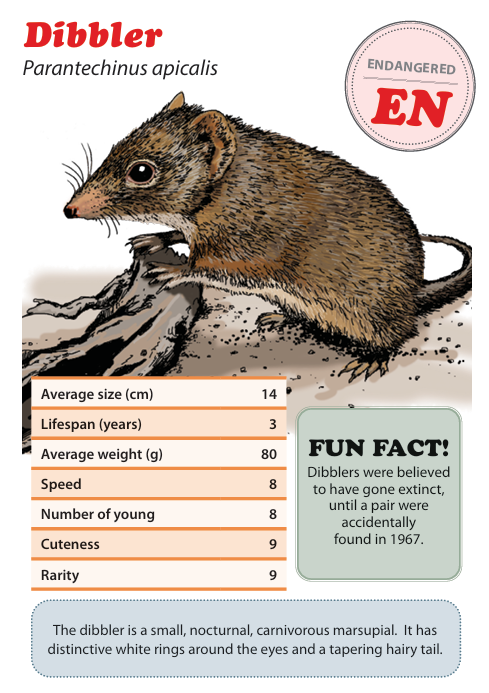 Dibbler
Parantechinus apicalis
ENDANGERED
EN
Average size (cm) 14
Lifespan (years) 3
Average weight (g) 80
Speed 8
Number of young 8
Cuteness 9
Rarity 9
FUN FACT!
Dibblers were believed
to have gone extinct,
until a pair were
accidentally
found in 1967.
The dibbler is a small, nocturnal, carnivorous marsupial. It has
distinctive white rings around the eyes and a tapering hairy tail.